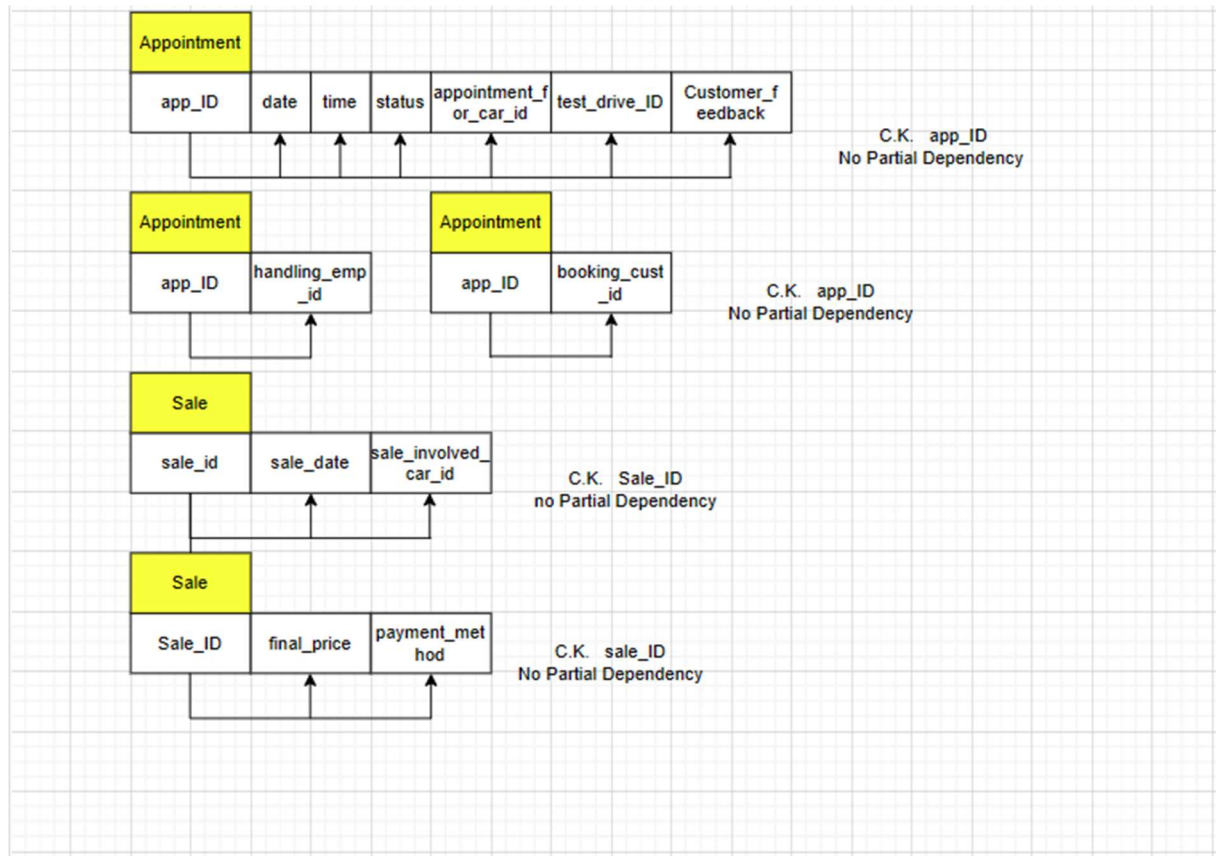 Appointment
app_ID date time status appointment_f
or_car_id test_drive_ID Customer_f
eedback
C.K. app_ID
No Partial Dependency
Appointment
app_ID handling_emp
_id
Appointment
app_ID booking_cust
_id
C.K. app_ID
No Partial Dependency
Sale
sale_id sale_date sale_involved_
car_id
C.K. Sale_ID
no Partial Dependency
Sale
Sale_ID final_price payment_met
hod
C.K. sale_ID
No Partial Dependency